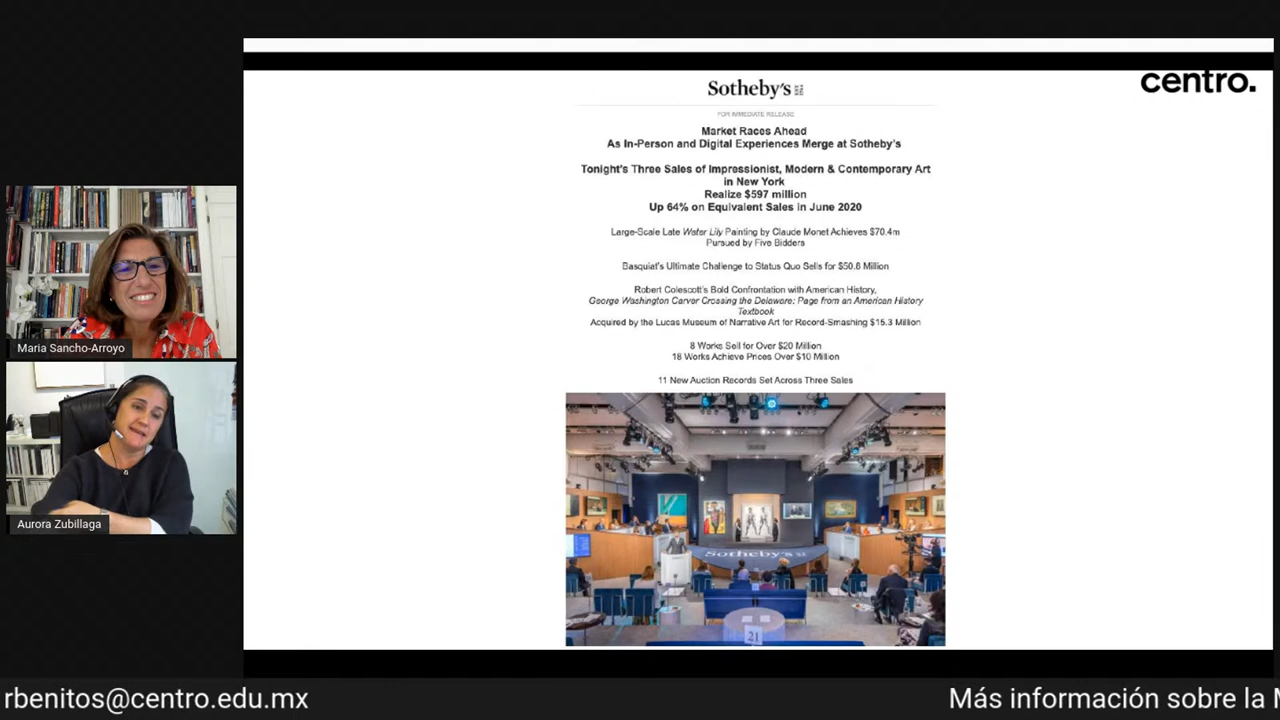 Sotheby's EST. 1744
centro.
FOR IMMEDIATE RELEASE
Market Races Ahead
As In-Person and Digital Experiences Merge at Sotheby's
Tonight's Three Sales of Impressionist, Modern & Contemporary Art
in New York
Realize $597 million
Up 64% on Equivalent Sales in June 2020
Large-Scale Late Water Lily Painting by Claude Monet Achieves $70.4m
Pursued by Five Bidders
Basquiat's Ultimate Challenge to Status Quo Sells for $50.8 Million
Robert Colescott's Bold Confrontation with American History,
George Washington Carver Crossing the Delaware: Page from an American History
Textbook
Acquired by the Lucas Museum of Narrative Art for Record-Smashing $15.3 Million
8 Works Sell for Over $20 Million
18 Works Achieve Prices Over $10 Million
11 New Auction Records Set Across Three Sales
Sotheby's
21
Maria Sancho-Arroyo
Aurora Zubillaga
rbenitos@centro.edu.mx
Más información sobre la M